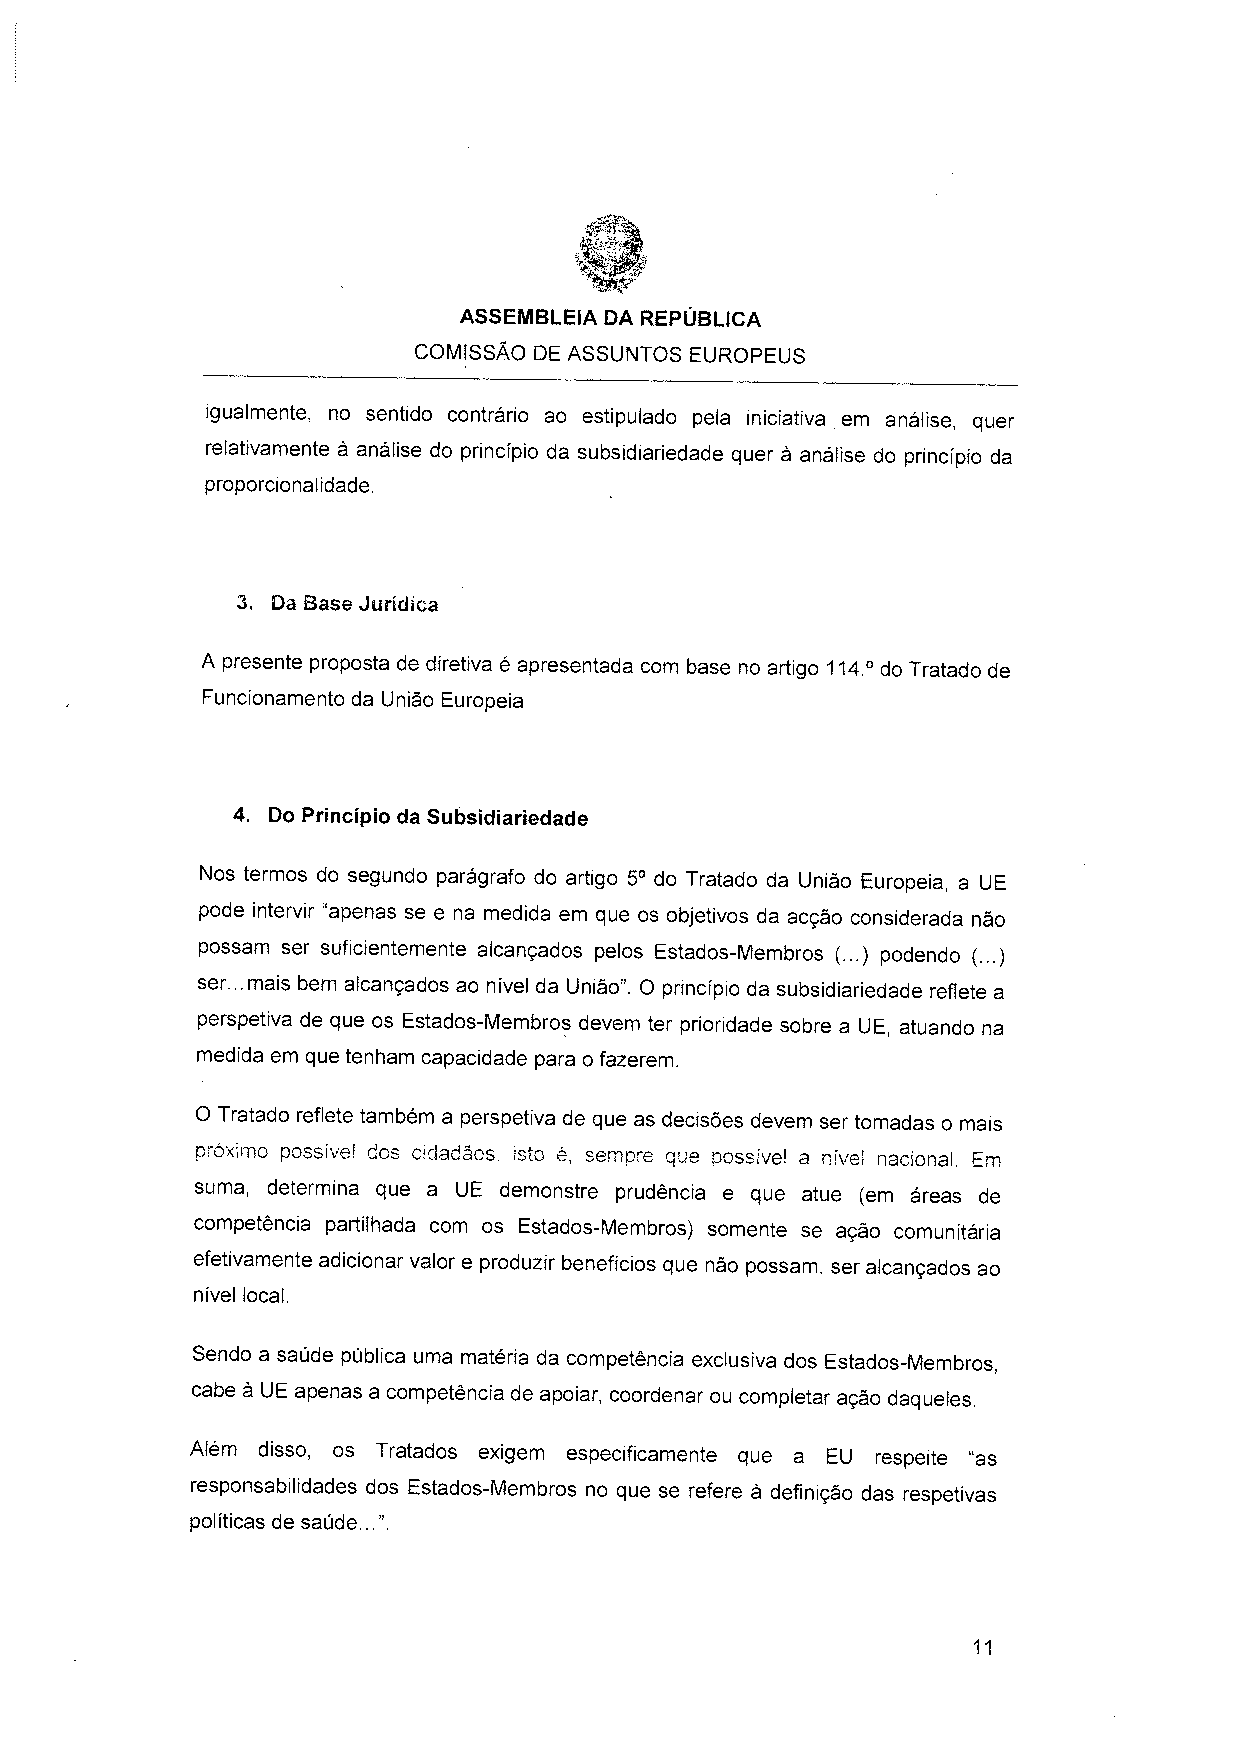 ASSEMBLEIA DA REPÚBLICA
COMISSÃO DE ASSUNTOS EUROPEUS
igualmente, no sentido contrário ao estipulado pela iniciativa em análise, quer
relativamente à análise do princípio da subsidiariedade quer à análise do princípio da
proporcionalidade.
3. Da Base Jurídica
A presente proposta de diretiva é apresentada com base no artigo 114.º do Tratado de
Funcionamento da União Europeia
4. Do Princípio da Subsidiariedade
Nos termos do segundo parágrafo do artigo 5º do Tratado da União Europeia, a UE
pode intervir “apenas se e na medida em que os objetivos da acção considerada não
possam ser suficientemente alcançados pelos Estados-Membros (...) podendo (...)
ser...mais bem alcançados ao nível da União”. O princípio da subsidiariedade reflete a
perspetiva de que os Estados-Membros devem ter prioridade sobre a UE, atuando na
medida em que tenham capacidade para o fazerem.
O Tratado reflete também a perspetiva de que as decisões devem ser tomadas o mais
próximo possível dos cidadãos, isto é, sempre que possível a nível nacional. Em
suma, determina que a UE demonstre prudência e que atue (em áreas de
competência partilhada com os Estados-Membros) somente se ação comunitária
efetivamente adicionar valor e produzir benefícios que não possam. ser alcançados ao
nível local.
Sendo a saúde pública uma matéria da competência exclusiva dos Estados-Membros,
cabe à UE apenas a competência de apoiar, coordenar ou completar ação daqueles.
Além disso, os Tratados exigem especificamente que a EU respeite “as
responsabilidades dos Estados-Membros no que se refere à definição das respetivas
políticas de saúde...”.
11